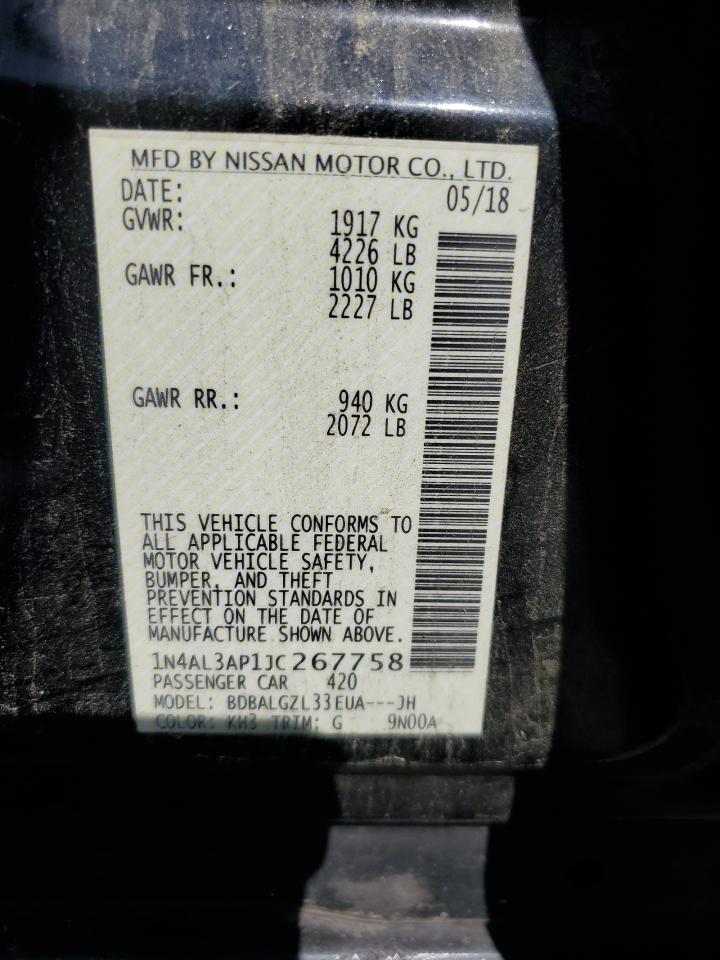 MFD BY NISSAN MOTOR CO., LTD.
DATE: 05/18
GVWR: 1917 KG
4226 LB
GAWR FR.: 1010 KG
2227 LB
GAWR RR.: 940 KG
2072 LB
THIS VEHICLE CONFORMS TO
ALL APPLICABLE FEDERAL
MOTOR VEHICLE SAFETY,
BUMPER, AND THEFT
PREVENTION STANDARDS IN
EFFECT ON THE DATE OF
MANUFACTURE SHOWN ABOVE.
1N4AL3AP1JC267758
PASSENGER CAR 420
MODEL: BDBALGZL33EUA---JH
COLOR: KH3 TRIM: G 9N00A